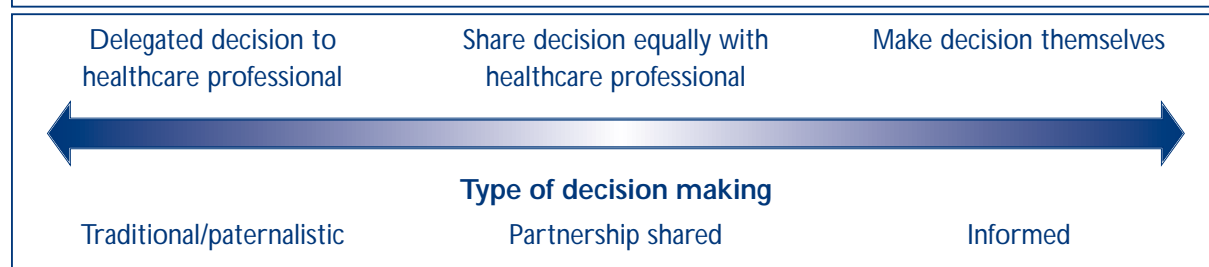 Delegated decision to
healthcare professional
Share decision equally with
healthcare professional
Make decision themselves
Type of decision making
Traditional/paternalistic
Partnership shared
Informed